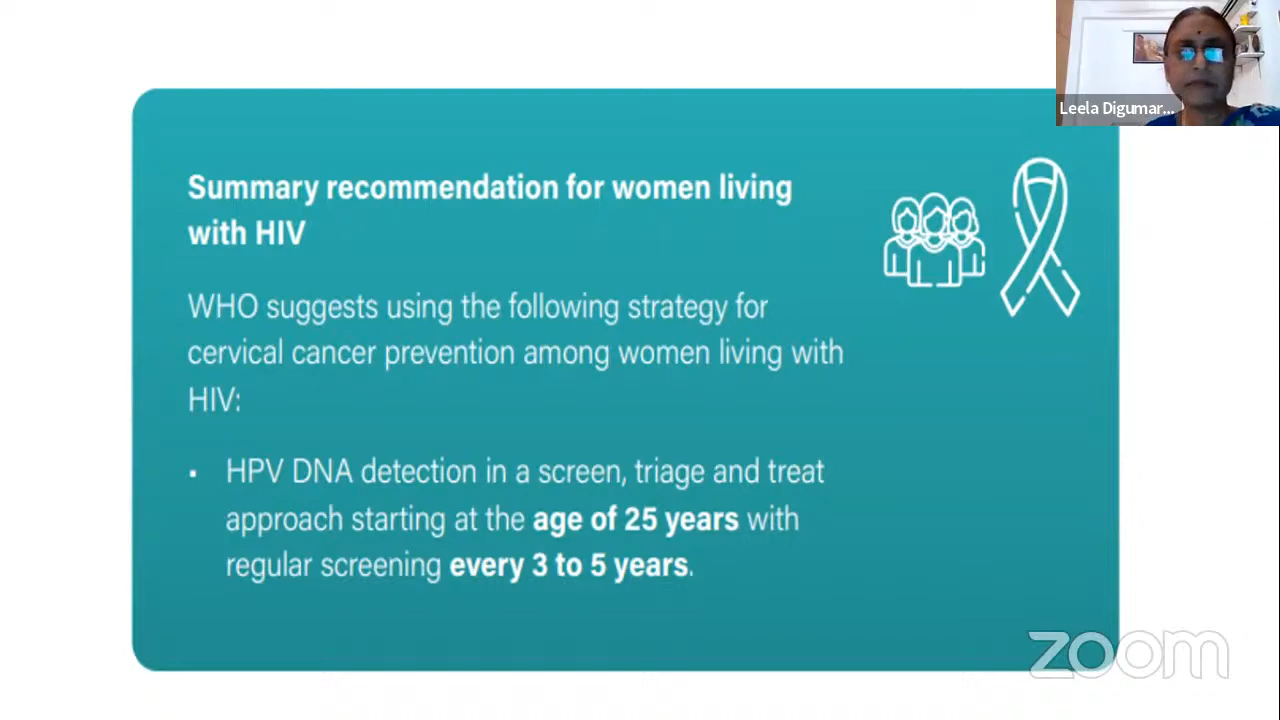 Leela Digumar...
Summary recommendation for women living
with HIV
WHO suggests using the following strategy for
cervical cancer prevention among women living with
HIV:
▪ HPV DNA detection in a screen, triage and treat
approach starting at the age of 25 years with
regular screening every 3 to 5 years.
zoom